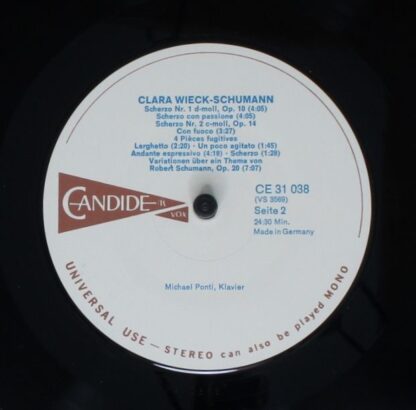 CLARA WIECK-SCHUMANN
Scherzo Nr. 1 d-moll, Op. 10 (4:05)
Scherzo con passione (4:05)
Scherzo Nr. 2 c-moll, Op. 14
Con fuoco (3:27)
4 Pièces fugitives
Larghetto (2:20) - Un poco agitato (1:45)
Andante espressivo (4:19) - Scherzo (1:29)
Variationen über ein Thema von
Robert Schumann, Op. 20 (7:07)
CANDIDE
VOX
CE 31 038
(VS 3569)
Seite 2
24:30 Min.
Made in Germany
Michael Ponti, Klavier
UNIVERSAL USE — STEREO can also be played MONO